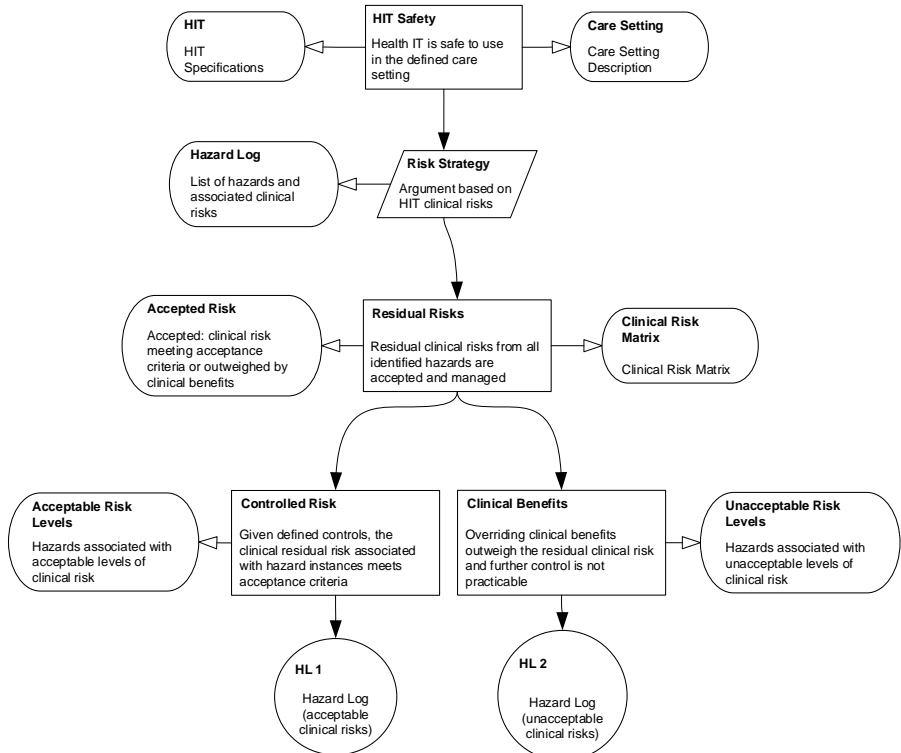 HIT
HIT
Specifications
HIT Safety
Health IT is safe to use
in the defined care
setting
Care Setting
Care Setting
Description
Hazard Log
List of hazards and
associated clinical
risks
Risk Strategy
Argument based on
HIT clinical risks
Accepted Risk
Accepted: clinical risk
meeting acceptance
criteria or outweighed by
clinical benefits
Residual Risks
Residual clinical risks from all
identified hazards are
accepted and managed
Clinical Risk
Matrix
Clinical Risk Matrix
Acceptable Risk
Levels
Hazards associated with
acceptable levels of
clinical risk
Controlled Risk
Given defined controls, the
clinical residual risk associated
with hazard instances meets
acceptance criteria
Clinical Benefits
Overriding clinical benefits
outweigh the residual clinical risk
and further control is not
practicable
Unacceptable Risk
Levels
Hazards associated with
unacceptable levels of
clinical risk
HL 1
Hazard Log
(acceptable
clinical risks)
HL 2
Hazard Log
(unacceptable
clinical risks)